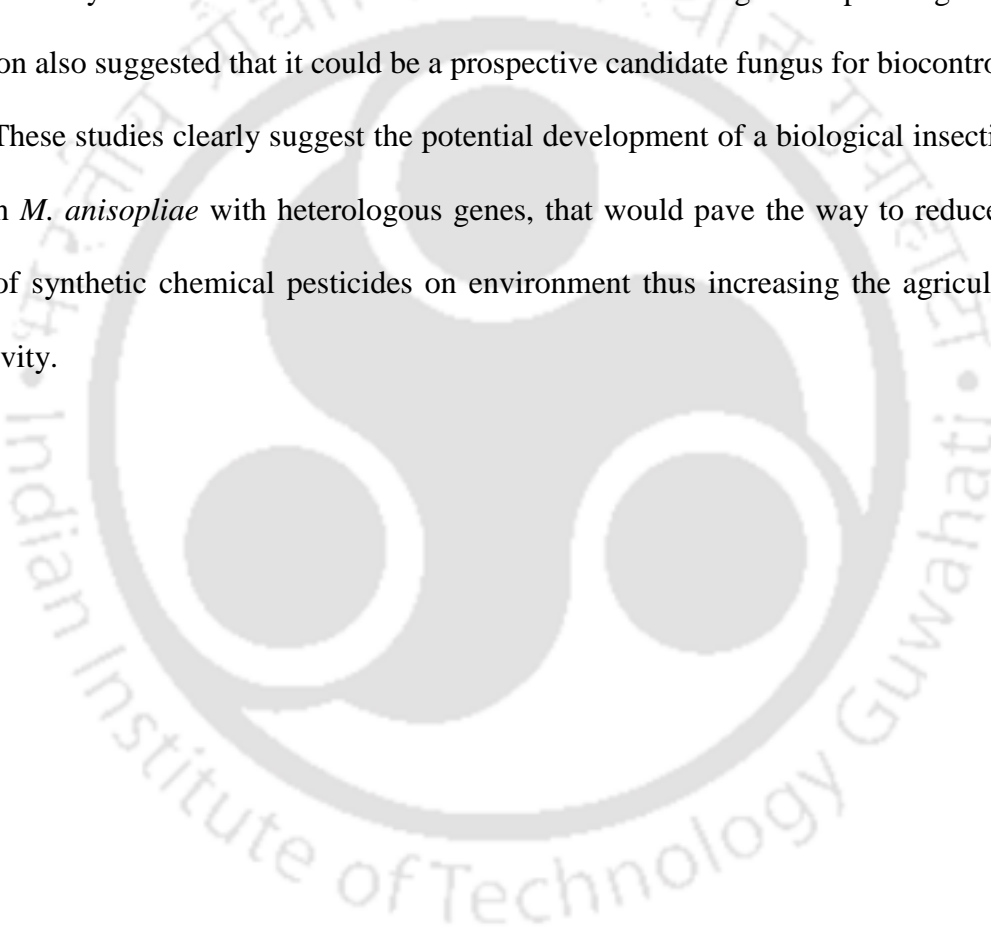 on also suggested that it could be a prospective candidate fungus for biocontro
These studies clearly suggest the potential development of a biological insecti
n M. anisopliae with heterologous genes, that would pave the way to reduce
of synthetic chemical pesticides on environment thus increasing the agricul
vity.
Indian Institute of Technology Guwahati